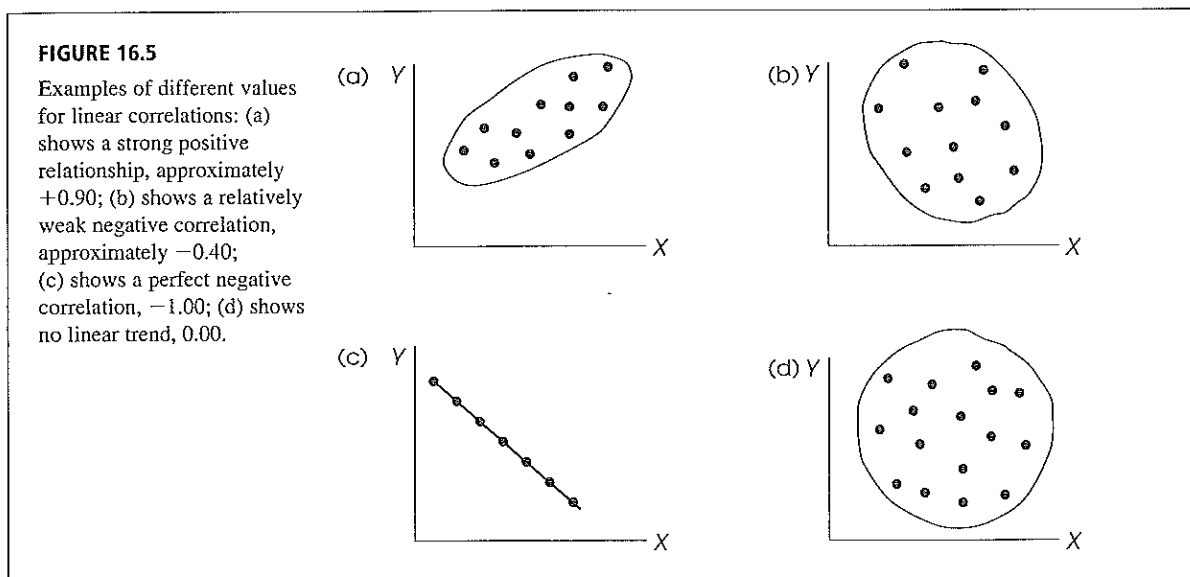 FIGURE 16.5
Examples of different values
for linear correlations: (a)
shows a strong positive
relationship, approximately
+0.90; (b) shows a relatively
weak negative correlation,
approximately −0.40;
(c) shows a perfect negative
correlation, −1.00; (d) shows
no linear trend, 0.00.
(a) Y
X
(b) Y
X
(c) Y
X
(d) Y
X